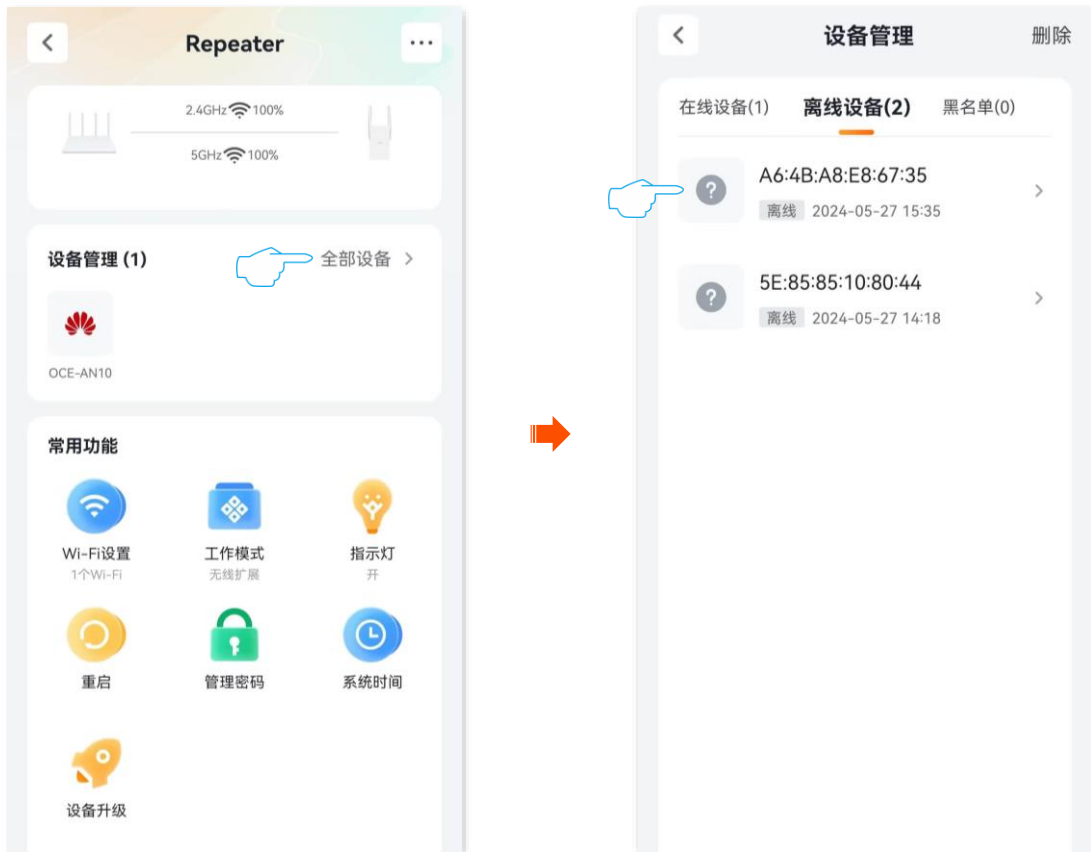 Repeater
2.4GHz 100%
5GHz 100%
设备管理 (1)
全部设备
OCE-AN10
常用功能
Wi-Fi设置
1个Wi-Fi
工作模式
无线扩展
指示灯
开
重启
管理密码
系统时间
设备升级
设备管理
删除
在线设备(1)
离线设备(2)
黑名单(0)
A6:4B:A8:E8:67:35
离线 2024-05-27 15:35
5E:85:85:10:80:44
离线 2024-05-27 14:18